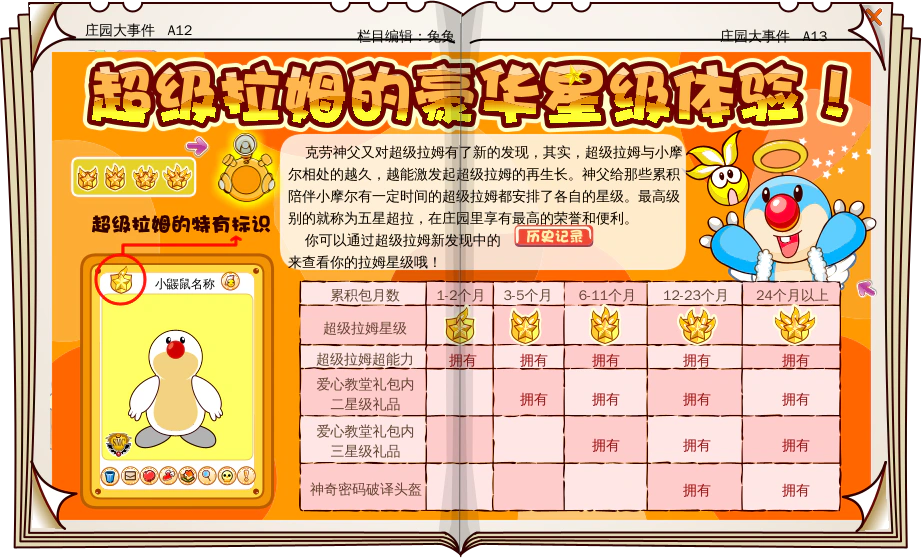 庄园大事件 A12
栏目编辑：兔兔
庄园大事件 A13
超级拉姆的豪华星级体验！
克劳神父又对超级拉姆有了新的发现，其实，超级拉姆与小摩
尔相处的越久，越能激发起超级拉姆的再生长。神父给那些累积
陪伴小摩尔有一定时间的超级拉姆都安排了各自的星级。最高级
别的就称为五星超拉，在庄园里享有最高的荣誉和便利。
你可以通过超级拉姆新发现中的 历史记录
来查看你的拉姆星级哦！
超级拉姆的特有标识
小鼹鼠名称
SMC
累积包月数 1-2个月 3-5个月 6-11个月 12-23个月 24个月以上
超级拉姆星级
超级拉姆超能力 拥有 拥有 拥有 拥有 拥有
爱心教堂礼包内
二星级礼品 拥有 拥有 拥有 拥有
爱心教堂礼包内
三星级礼品 拥有 拥有 拥有
神奇密码破译头盔 拥有 拥有